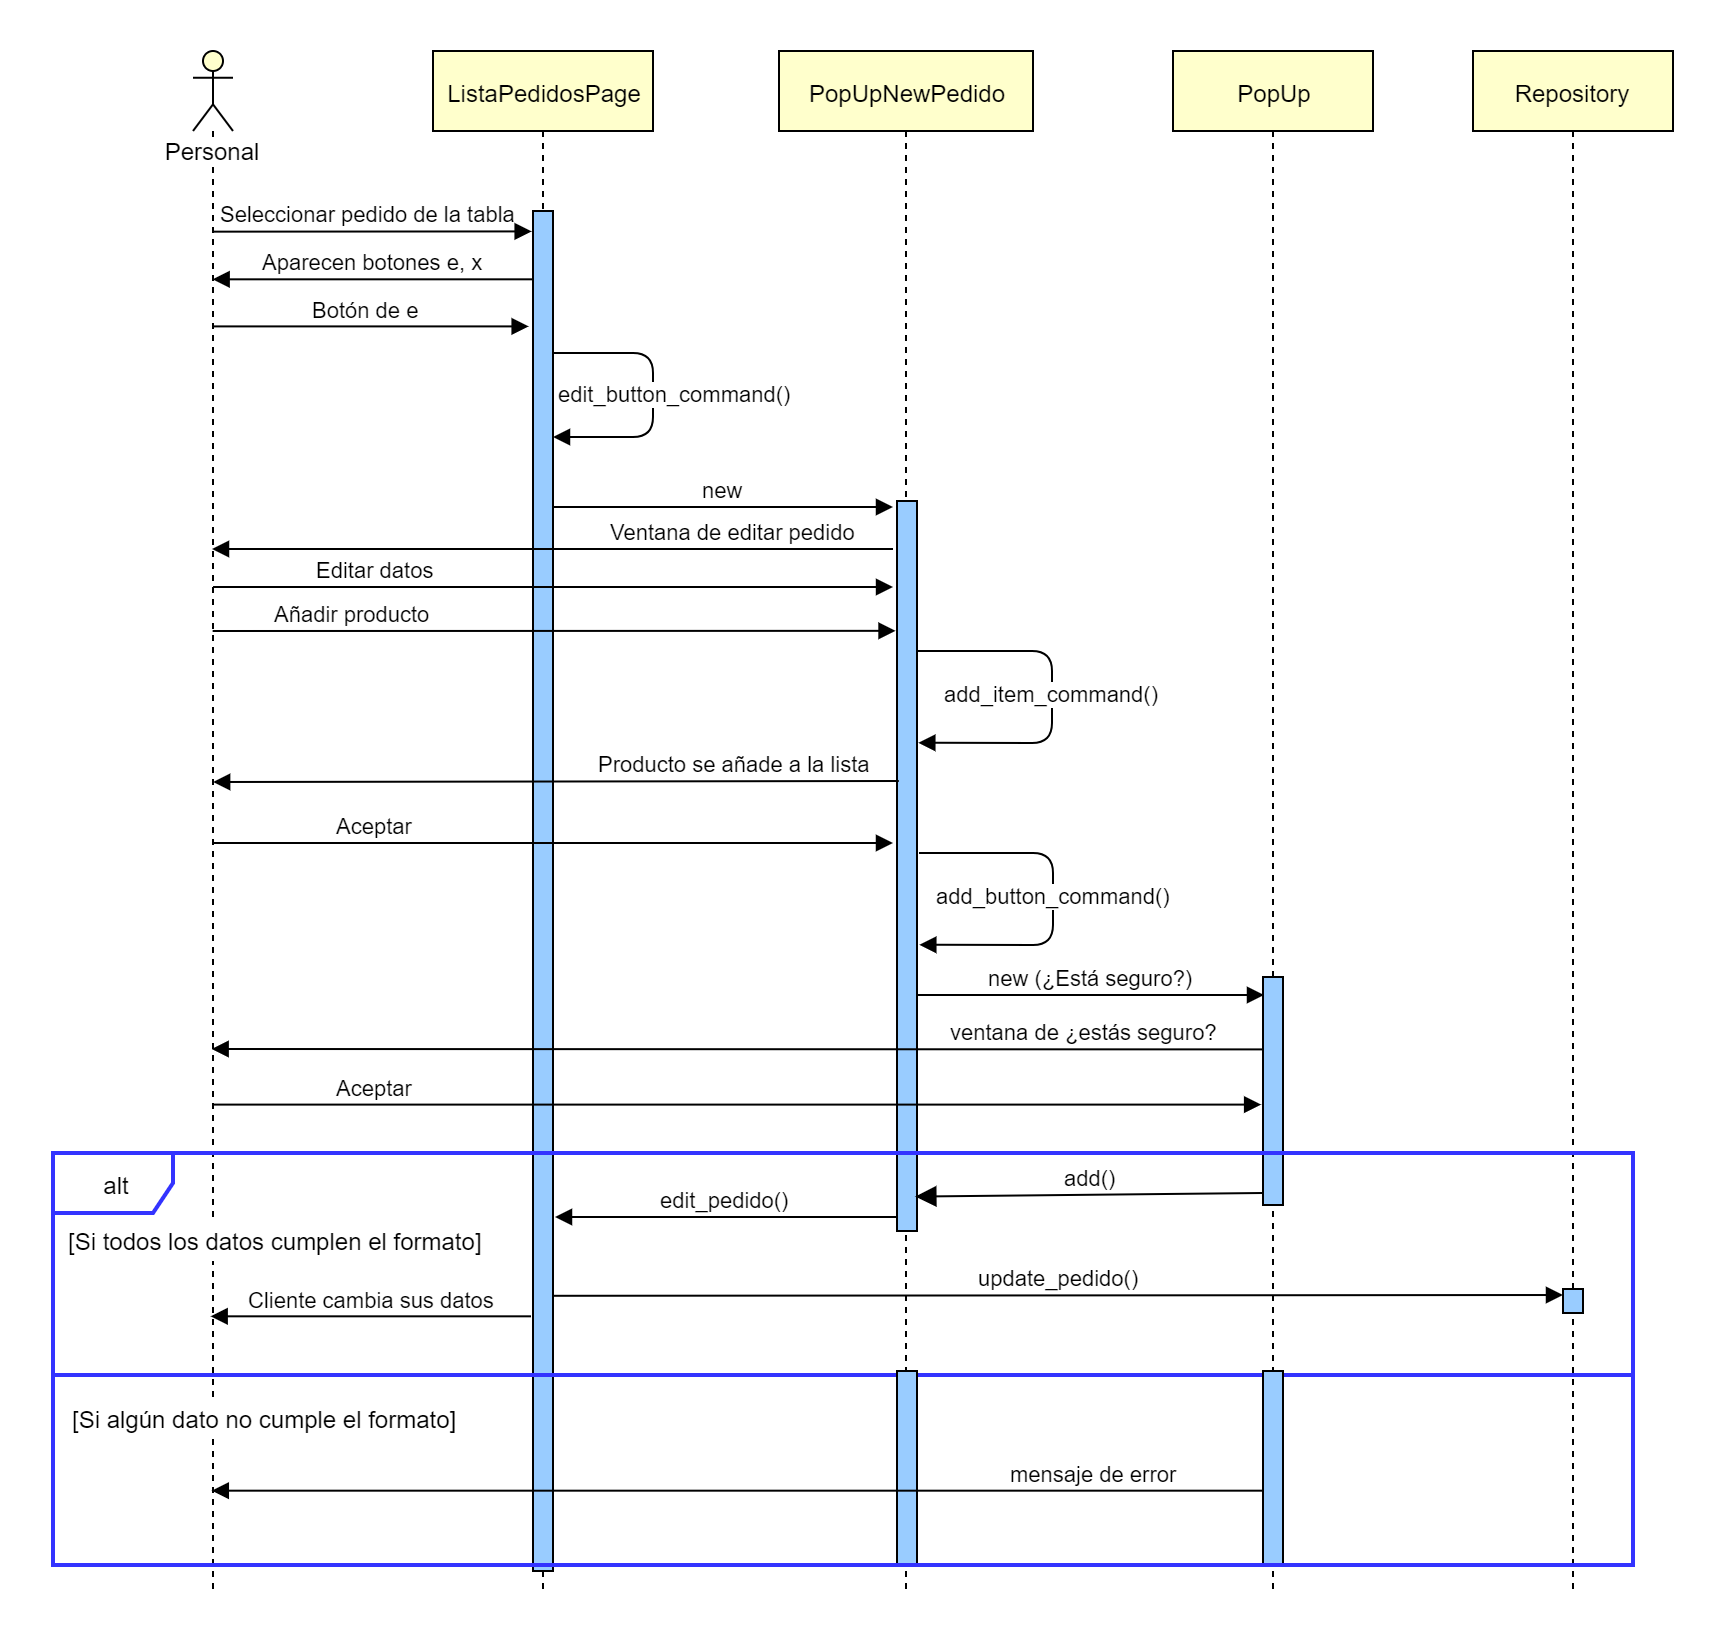 ListaPedidosPage
PopUpNewPedido
PopUp
Repository
Personal
Seleccionar pedido de la tabla
Aparecen botones e, x
Botón de e
edit_button_command()
new
Ventana de editar pedido
Editar datos
Añadir producto
add_item_command()
Producto se añade a la lista
Aceptar
add_button_command()
new (¿Está seguro?)
ventana de ¿estás seguro?
Aceptar
alt
add()
edit_pedido()
[Si todos los datos cumplen el formato]
update_pedido()
Cliente cambia sus datos
[Si algún dato no cumple el formato]
mensaje de error